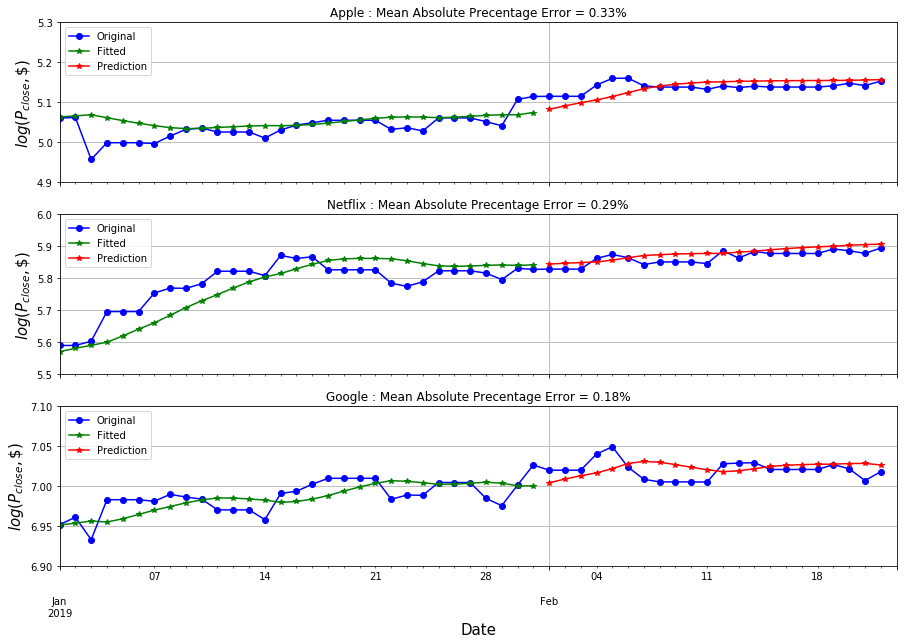 Apple : Mean Absolute Precentage Error = 0.33%
5.3
5.2
5.1
5.0
4.9
log(P_close, $)
Original
Fitted
Prediction
Netflix : Mean Absolute Precentage Error = 0.29%
6.0
5.9
5.8
5.7
5.6
5.5
log(P_close, $)
Original
Fitted
Prediction
Google : Mean Absolute Precentage Error = 0.18%
7.10
7.05
7.00
6.95
6.90
log(P_close, $)
Original
Fitted
Prediction
07 14 21 28 04 11 18
Jan Feb
2019
Date